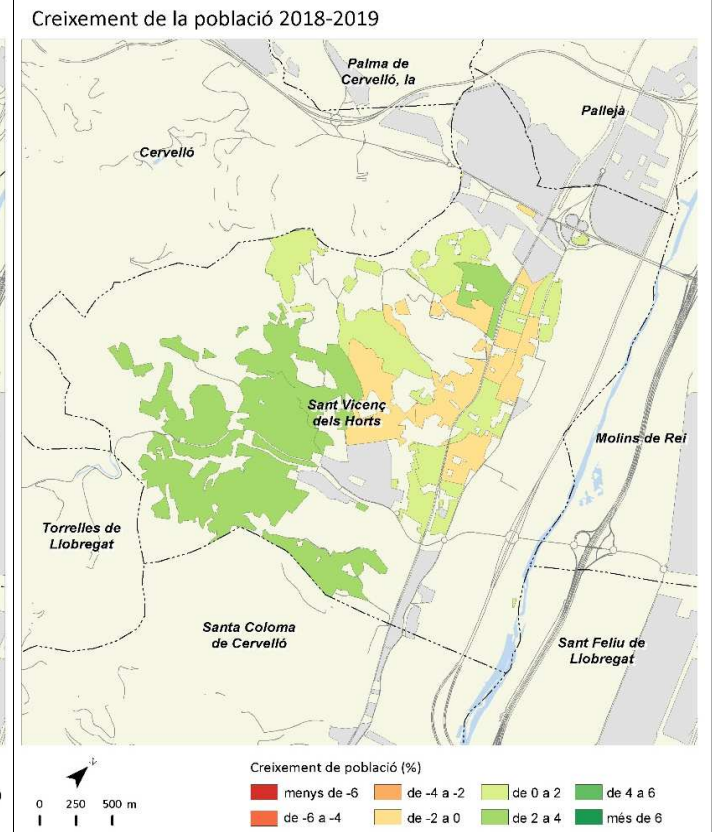 Creixement de la població 2018-2019
Palma de
Cervelló, la
Pallejà
Cervelló
Sant Vicenç
dels Horts
Molins de Rei
Torrelles de
Llobregat
Santa Coloma
de Cervelló
Sant Feliu de
Llobregat
Creixement de població (%)
menys de -6
de -4 a -2
de 0 a 2
de 4 a 6
de -6 a -4
de -2 a 0
de 2 a 4
més de 6
0 250 500 m